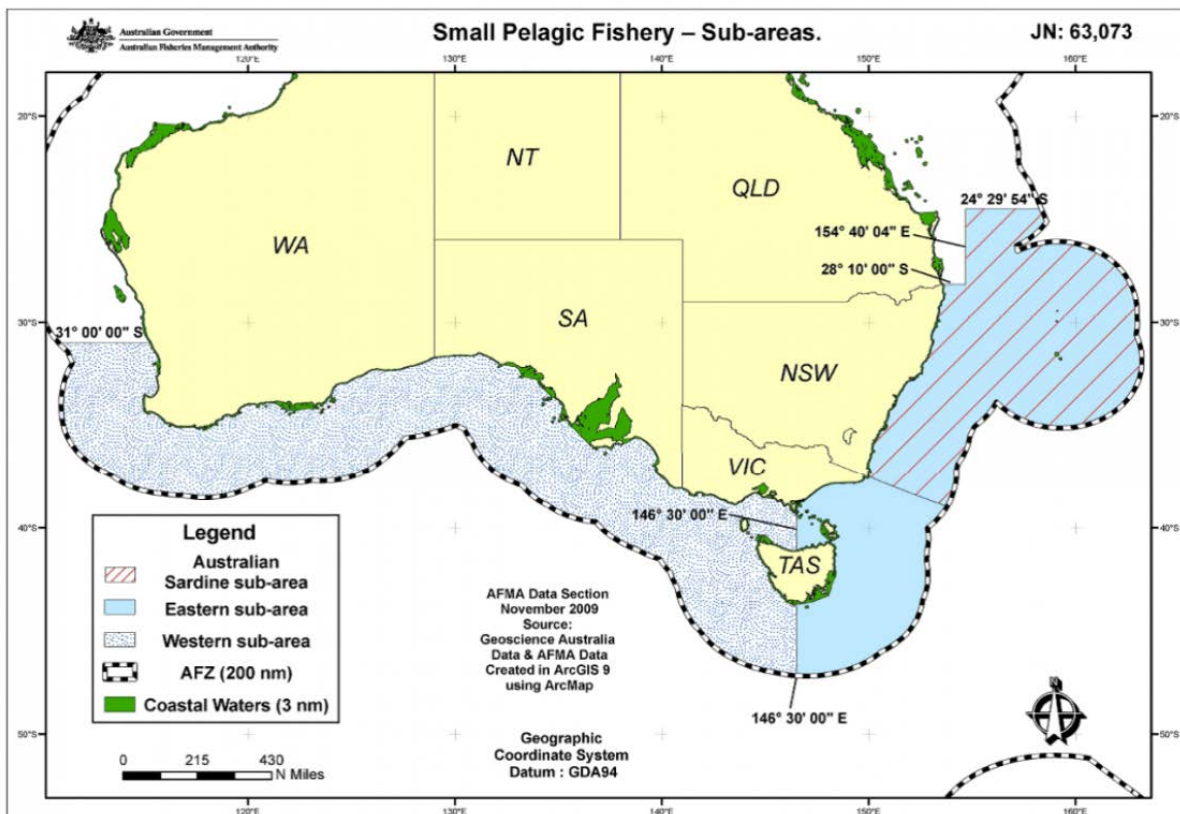 Australian Government
Australian Fisheries Management Authority
Small Pelagic Fishery – Sub-areas.
JN: 63,073
120°E 130°E 140°E 150°E 160°E
20°S 20°S
NT
QLD
24° 29' 54" S
154° 40' 04" E
WA
28° 10' 00" S
SA
30°S 31° 00' 00" S 30°S
NSW
VIC
146° 30' 00" E
40°S 40°S
TAS
Legend
Australian
Sardine sub-area
Eastern sub-area
Western sub-area
AFZ (200 nm)
Coastal Waters (3 nm)
AFMA Data Section
November 2009
Source:
Geoscience Australia
Data & AFMA Data
Created in ArcGIS 9
using ArcMap
146° 30' 00" E
Geographic
Coordinate System
Datum : GDA94
50°S 50°S
0 215 430
N Miles
120°E 130°E 140°E 150°E 160°E